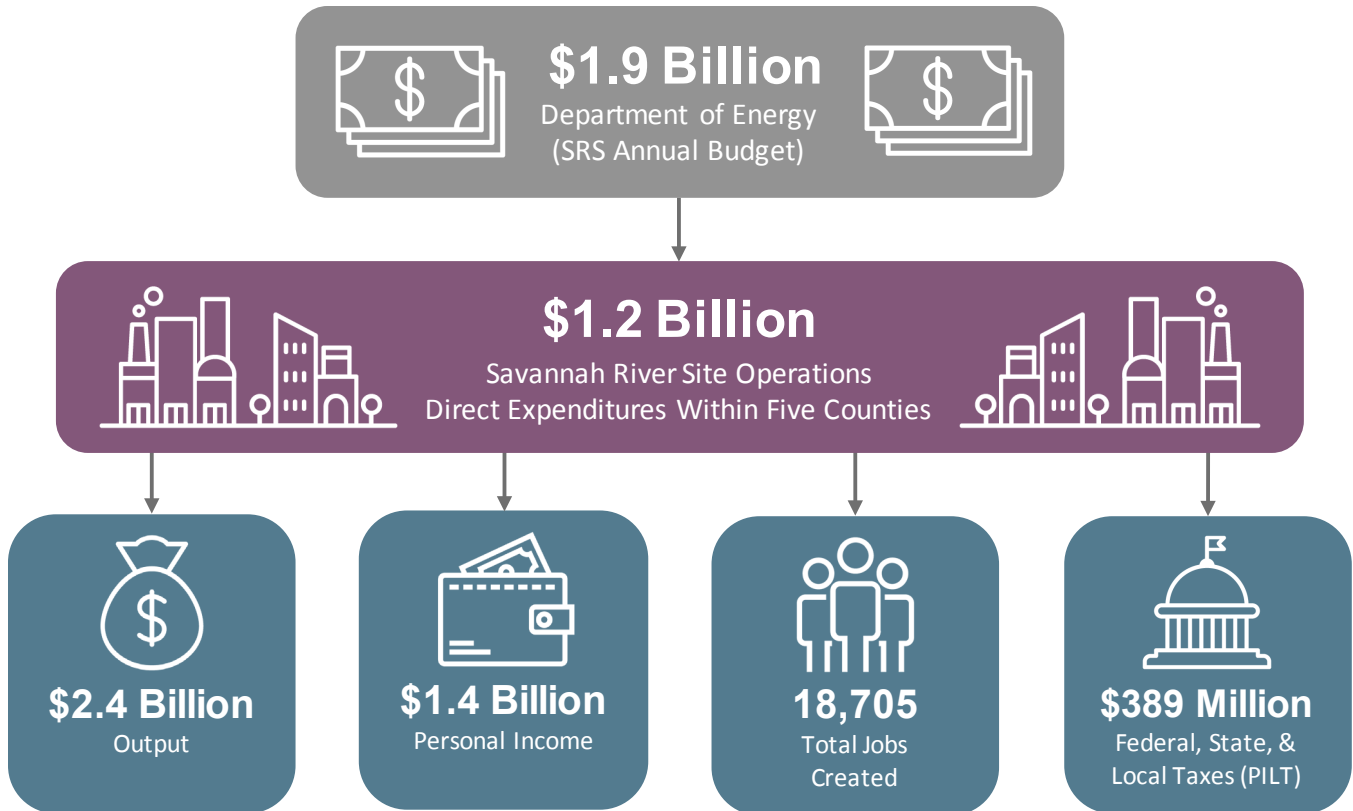 $1.9 Billion
Department of Energy
(SRS Annual Budget)
$1.2 Billion
Savannah River Site Operations
Direct Expenditures Within Five Counties
$2.4 Billion
Output
$1.4 Billion
Personal Income
18,705
Total Jobs
Created
$389 Million
Federal, State, &
Local Taxes (PILT)